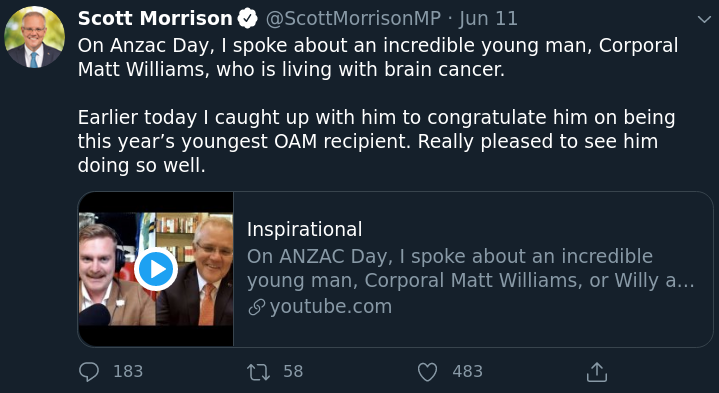 Scott Morrison @ScottMorrisonMP · Jun 11
On Anzac Day, I spoke about an incredible young man, Corporal
Matt Williams, who is living with brain cancer.
Earlier today I caught up with him to congratulate him on being
this year’s youngest OAM recipient. Really pleased to see him
doing so well.
Inspirational
On ANZAC Day, I spoke about an incredible
young man, Corporal Matt Williams, or Willy a...
youtube.com
183 58 483